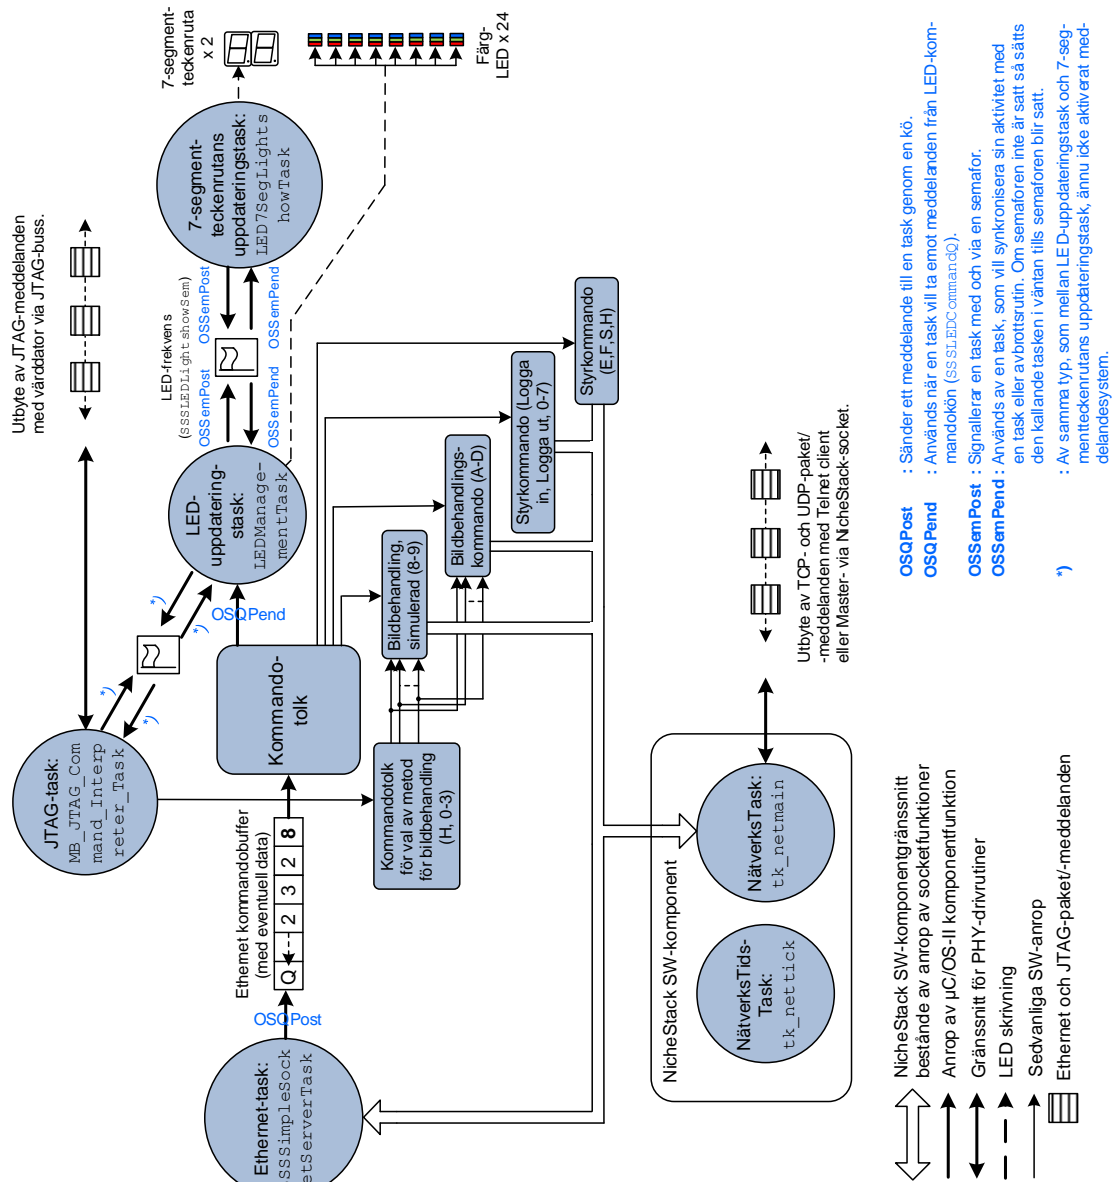 Utbyte av JTAG-meddelanden
med värddator via JTAG-buss.
7-segment-
teckenruta
x 2
Färg-
LED x 24
7-segment-
teckenrutans
uppdateringstask:
LED7SegLights
howTask
LED-frekvens
(SSSLEDLightshowSem)
OSSemPost
OSSemPost
OSSemPend
OSSemPend
LED-
uppdatering-
stask:
LEDManage-
mentTask
JTAG-task:
MB_JTAG_Com
mand_Interp
reter_Task
*)
*)
*)
*)
OSQPend
Kommando-
tolk
Ethernet kommandobuffer
(med eventuell data)
Q 2 3 2 8
OSQPost
Ethernet-task:
SSSSimpleSock
etServerTask
Kommandotolk
för val av metod
för bildbehandling
(H, 0-3)
Bildbehandling,
simulerad (8-9)
Bildbehandlings-
kommando (A-D)
Styrkommando (Logga
in, Logga ut, 0-7)
Styrkommando
(E,F,S,H)
NicheStack SW-komponent
NätverksTids-
Task:
tk_nettick
NätverksTask:
tk_netmain
Utbyte av TCP- och UDP-paket/
-meddelanden med Telnet client
eller Master- via NicheStack-socket.
NicheStack SW-komponentgränssnitt
bestående av anrop av socketfunktioner
Anrop av µC/OS-II komponentfunktion
Gränssnitt för PHY-drivrutiner
LED skrivning
Sedvanliga SW-anrop
Ethernet och JTAG-paket/-meddelanden
OSQPost : Sänder ett meddelande till en task genom en kö.
OSQPend : Används när en task vill ta emot meddelanden från LED-kom-
mandokön (SSSLEDCommandQ).
OSSemPost : Signallerar en task med och via en semafor.
OSSemPend : Används av en task, som vill synkronisera sin aktivitet med
en task eller avbrottsrutin. Om semaforen inte är satt så sätts
den kallande tasken i väntan tills semaforen blir satt.
*) : Av samma typ, som mellan LED-uppdateringstask och 7-seg-
mentteckenrutans uppdateringstask, ännu icke aktiverat med-
delandesystem.